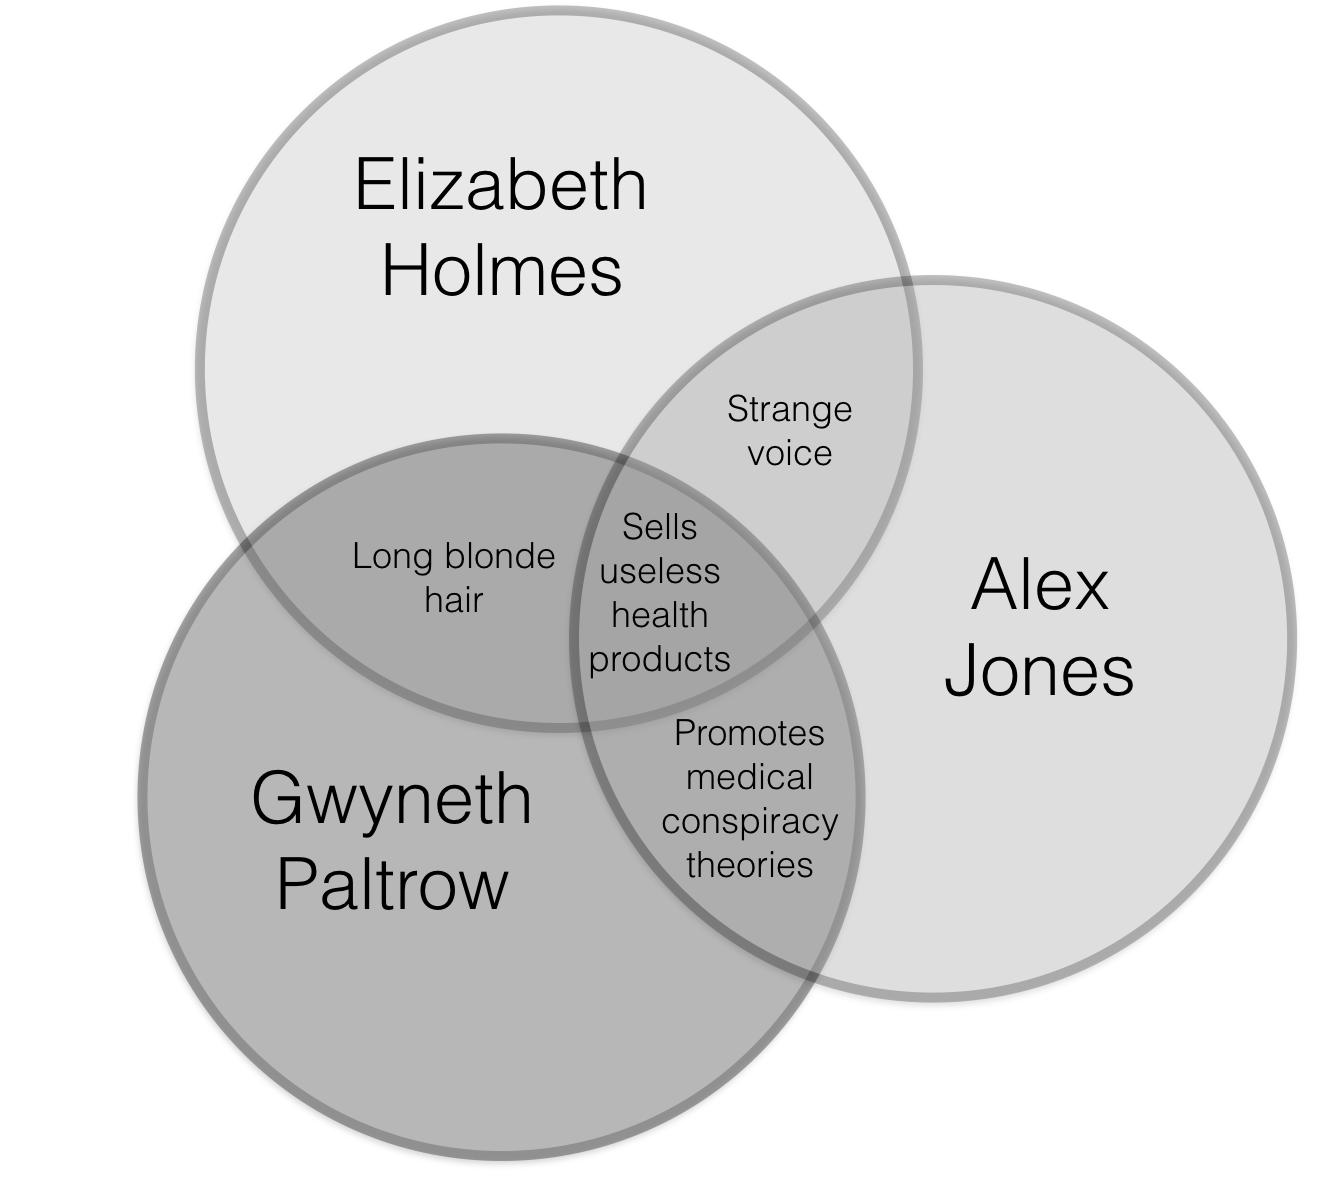 Elizabeth
Holmes
Strange
voice
Long blonde
hair
Sells
useless
health
products
Alex
Jones
Promotes
medical
conspiracy
theories
Gwyneth
Paltrow